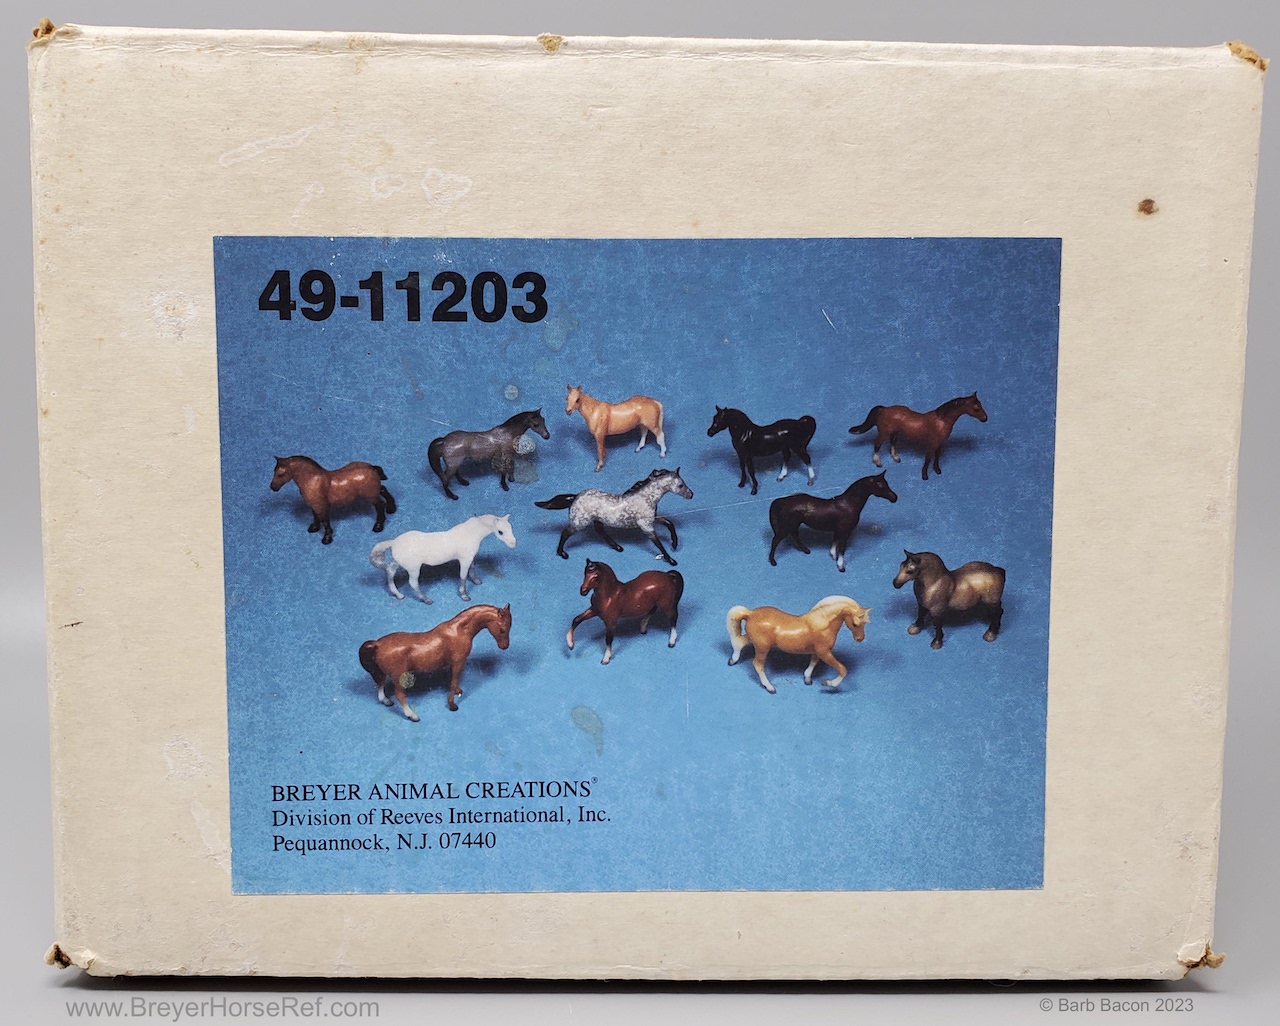 49-11203
BREYER ANIMAL CREATIONS®
Division of Reeves International, Inc.
Pequannock, N.J. 07440
www.BreyerHorseRef.com
© Barb Bacon 2023